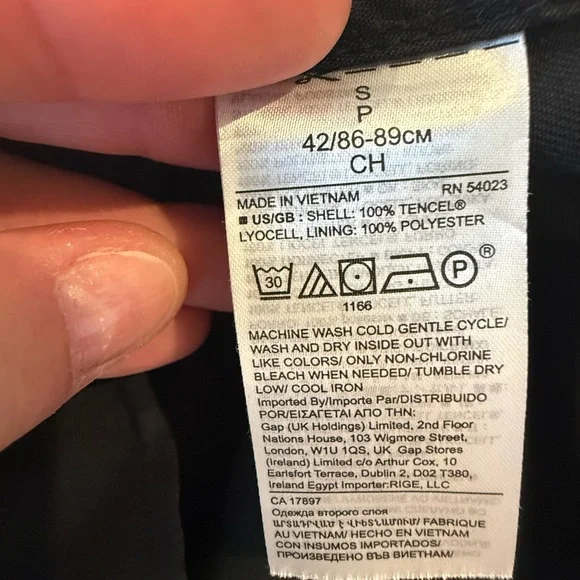 S
P
42/86-89CM
CH
MADE IN VIETNAM RN 54023
US/GB : SHELL: 100% TENCEL®
LYOCELL, LINING: 100% POLYESTER
30 P ®
1166
MACHINE WASH COLD GENTLE CYCLE/
WASH AND DRY INSIDE OUT WITH
LIKE COLORS/ ONLY NON-CHLORINE
BLEACH WHEN NEEDED/ TUMBLE DRY
LOW/ COOL IRON
Imported By/Importe Par/DISTRIBUIDO
POR/ΕΙΣΑΓΕΤΑΙ ΑΠΟ ΤΗΝ:
Gap (UK Holdings) Limited, 2nd Floor
Nations House, 103 Wigmore Street,
London, W1U 1QS, UK Gap Stores
(Ireland) Limited c/o Arthur Cox, 10
Earlsfort Terrace, Dublin 2, D02 T380,
Ireland Egypt Importer:RIGE, LLC
CA 17897
Одежда второго слоя
ԱՐՏԱԴՐՎԱԾ Է ՎԻԵՏՆԱՄՈՒՄ/ FABRIQUE
AU VIETNAM/ HECHO EN VIETNAM
CON INSUMOS IMPORTADOS/
ПРОИЗВЕДЕНО ВЪВ ВИЕТНАМ/